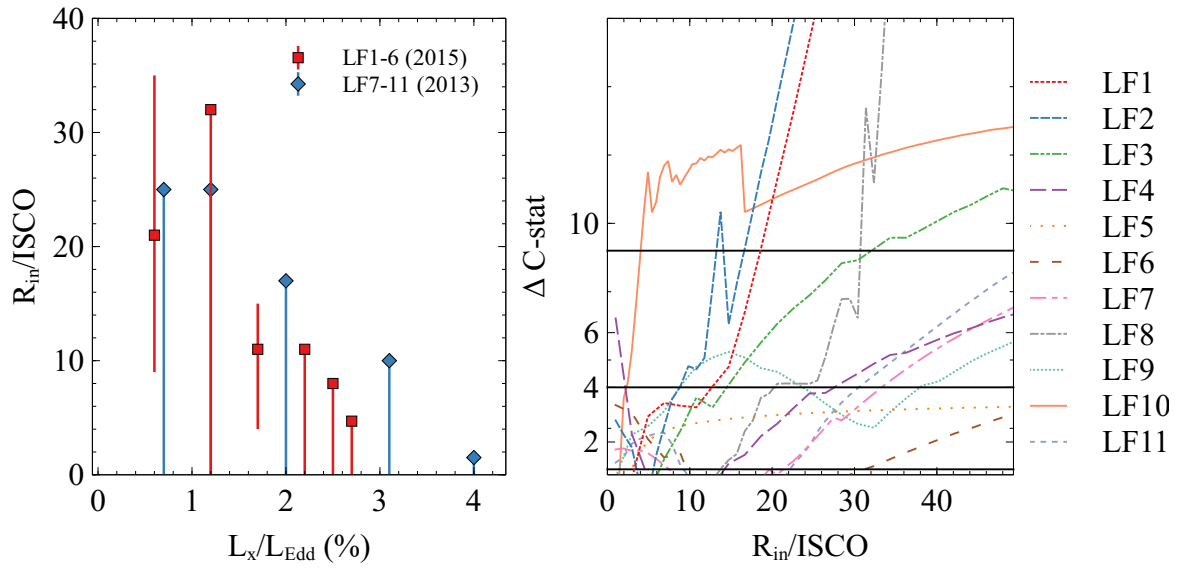 40
30
20
10
0
R_in/ISCO
0 1 2 3 4
L_x/L_Edd (%)
LF1-6 (2015)
LF7-11 (2013)
10
6
4
2
Δ C-stat
0 10 20 30 40
R_in/ISCO
LF1
LF2
LF3
LF4
LF5
LF6
LF7
LF8
LF9
LF10
LF11